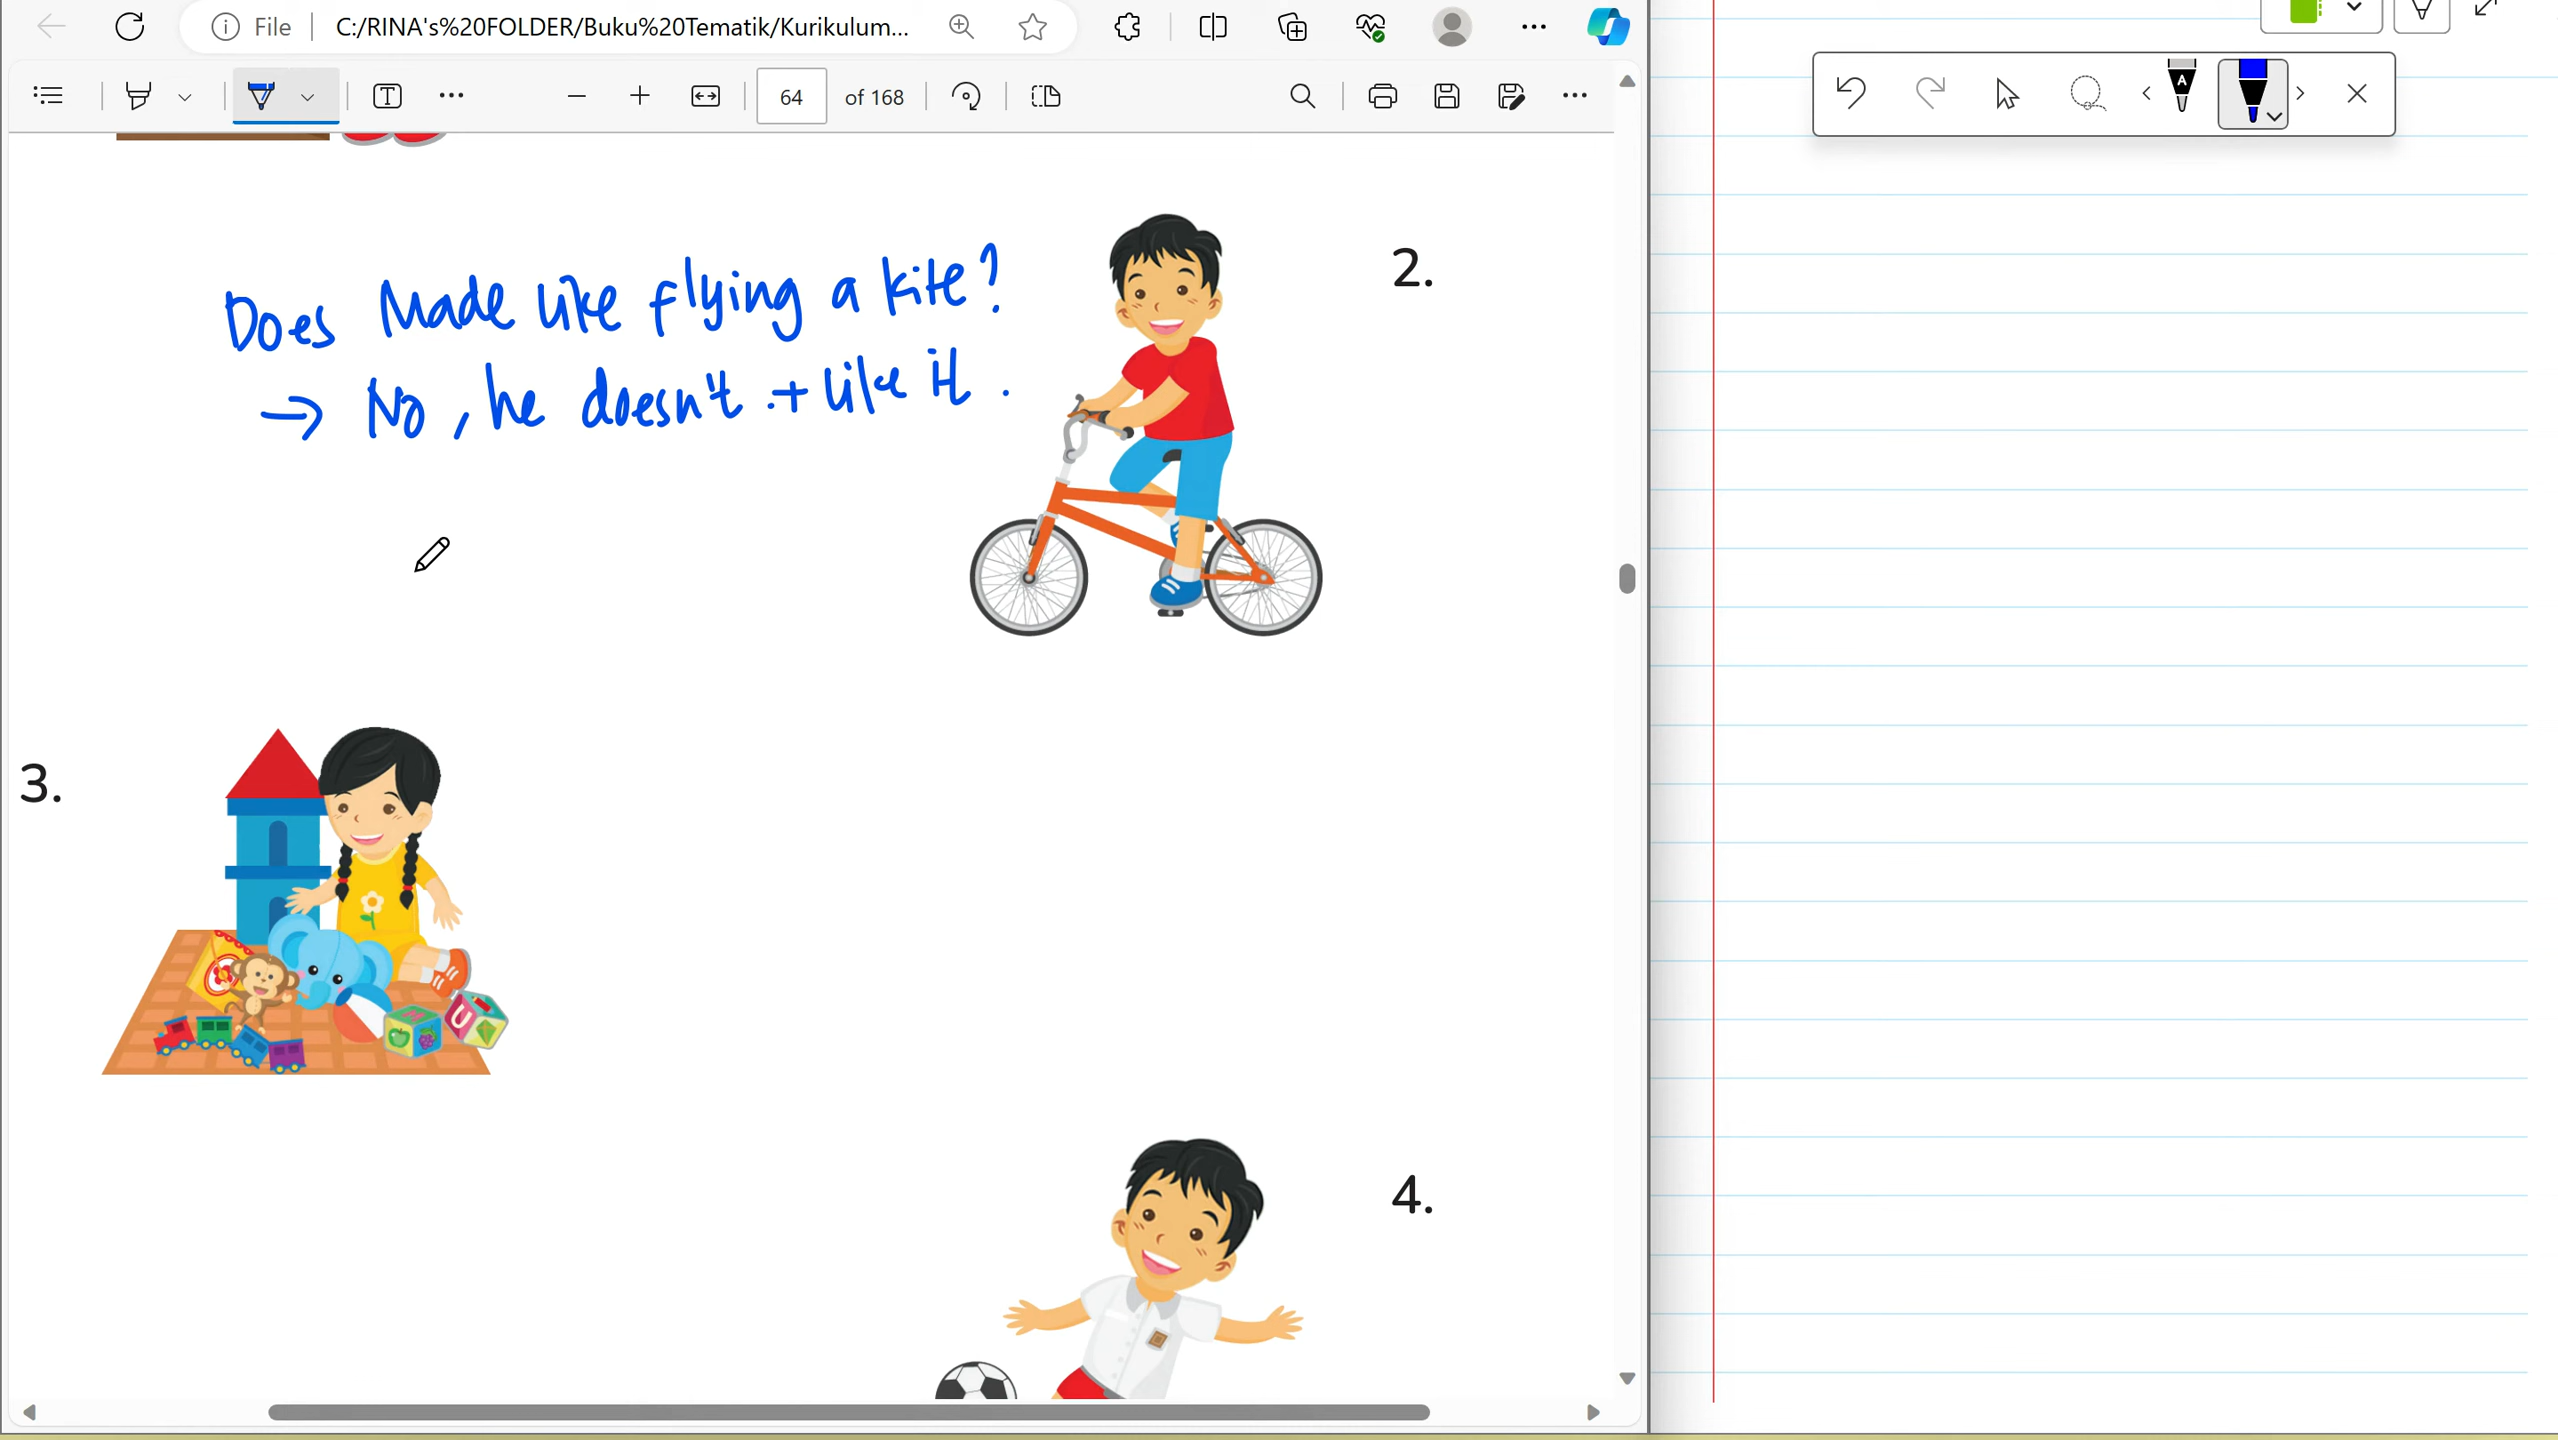 File C:/RINA's%20FOLDER/Buku%20Tematik/Kurikulum...
64 of 168
A
2.
Does Made like flying a kite?
→ No, he doesn't + like it.
3.
M
U
4.